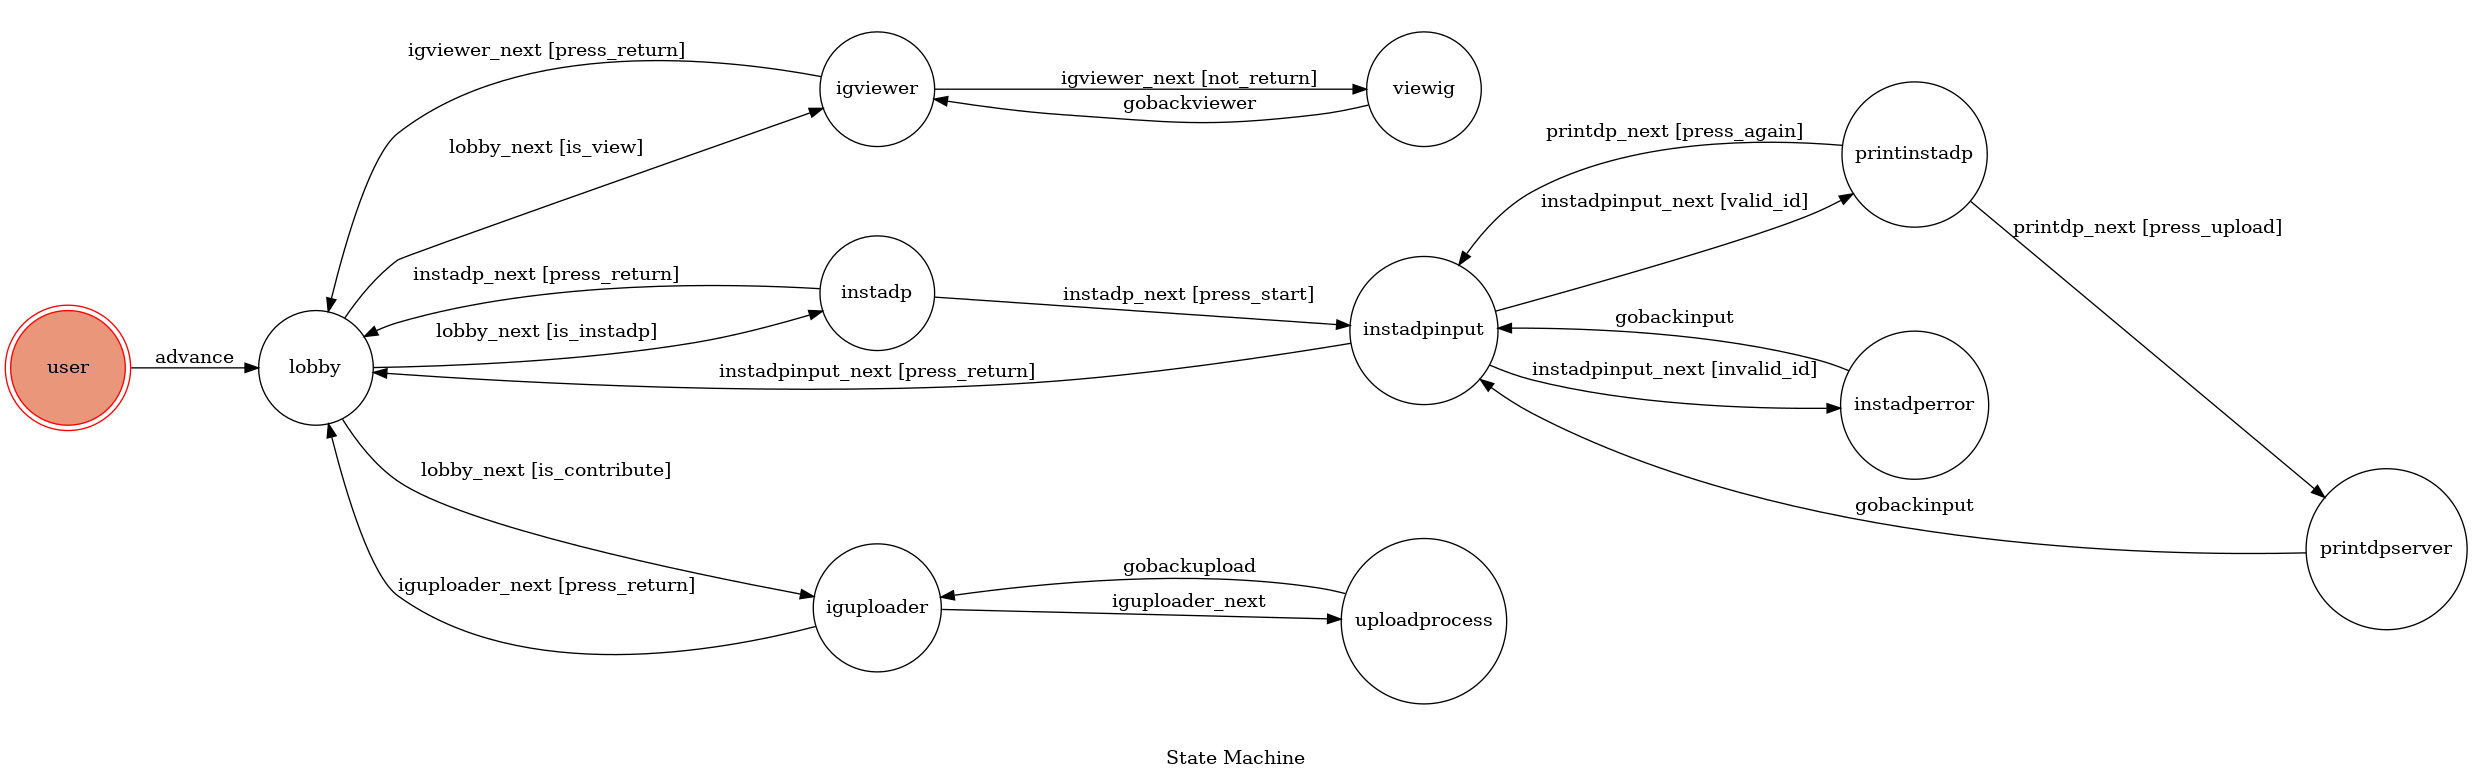 igviewer_next [press_return]
igviewer
igviewer_next [not_return]
viewig
gobackviewer
lobby_next [is_view]
printdp_next [press_again]
printinstadp
instadpinput_next [valid_id]
printdp_next [press_upload]
instadp_next [press_return]
instadp
instadp_next [press_start]
lobby_next [is_instadp]
instadpinput
gobackinput
user
advance
lobby
instadpinput_next [press_return]
instadpinput_next [invalid_id]
instadperror
lobby_next [is_contribute]
gobackinput
printdpserver
iguploader_next [press_return]
iguploader
gobackupload
iguploader_next
uploadprocess
State Machine